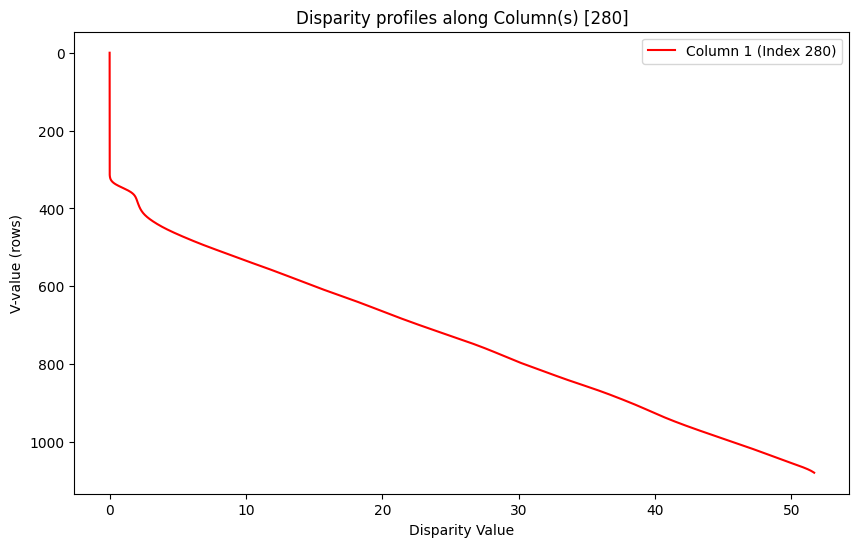 Disparity profiles along Column(s) [280]
Column 1 (Index 280)
0
200
400
600
800
1000
V-value (rows)
0 10 20 30 40 50
Disparity Value